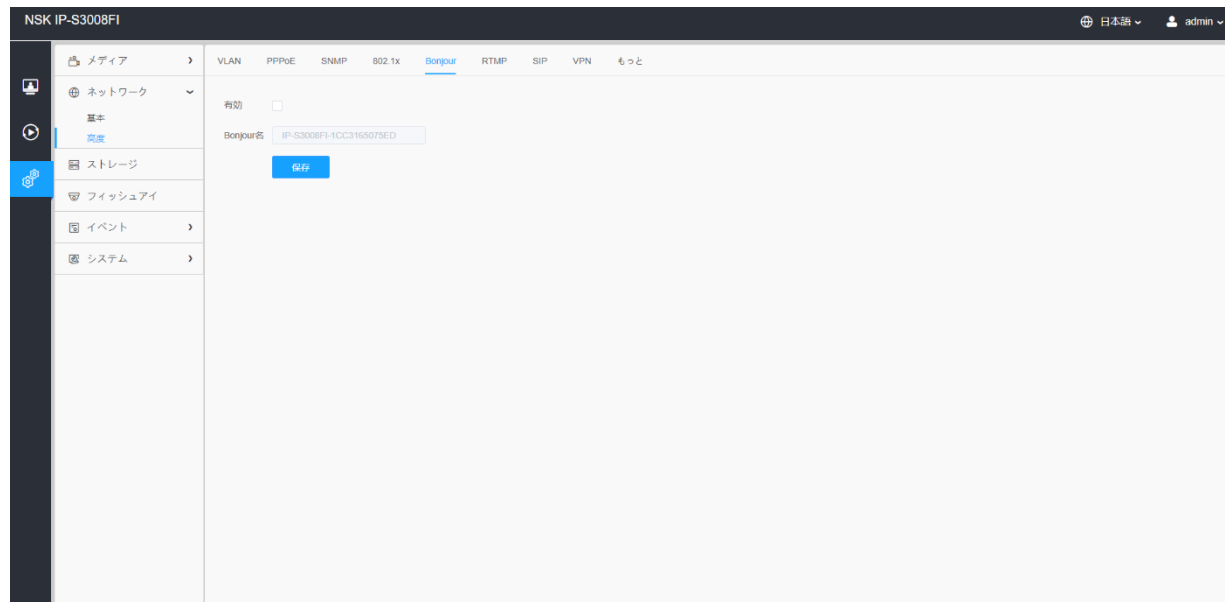 NSK IP-S3008FI
日本語 admin
メディア
ネットワーク
基本
高度
ストレージ
フィッシュアイ
イベント
システム
VLAN PPPoE SNMP 802.1x Bonjour RTMP SIP VPN もっと
有効
Bonjour名 IP-S3008FI-1CC3165075ED
保存